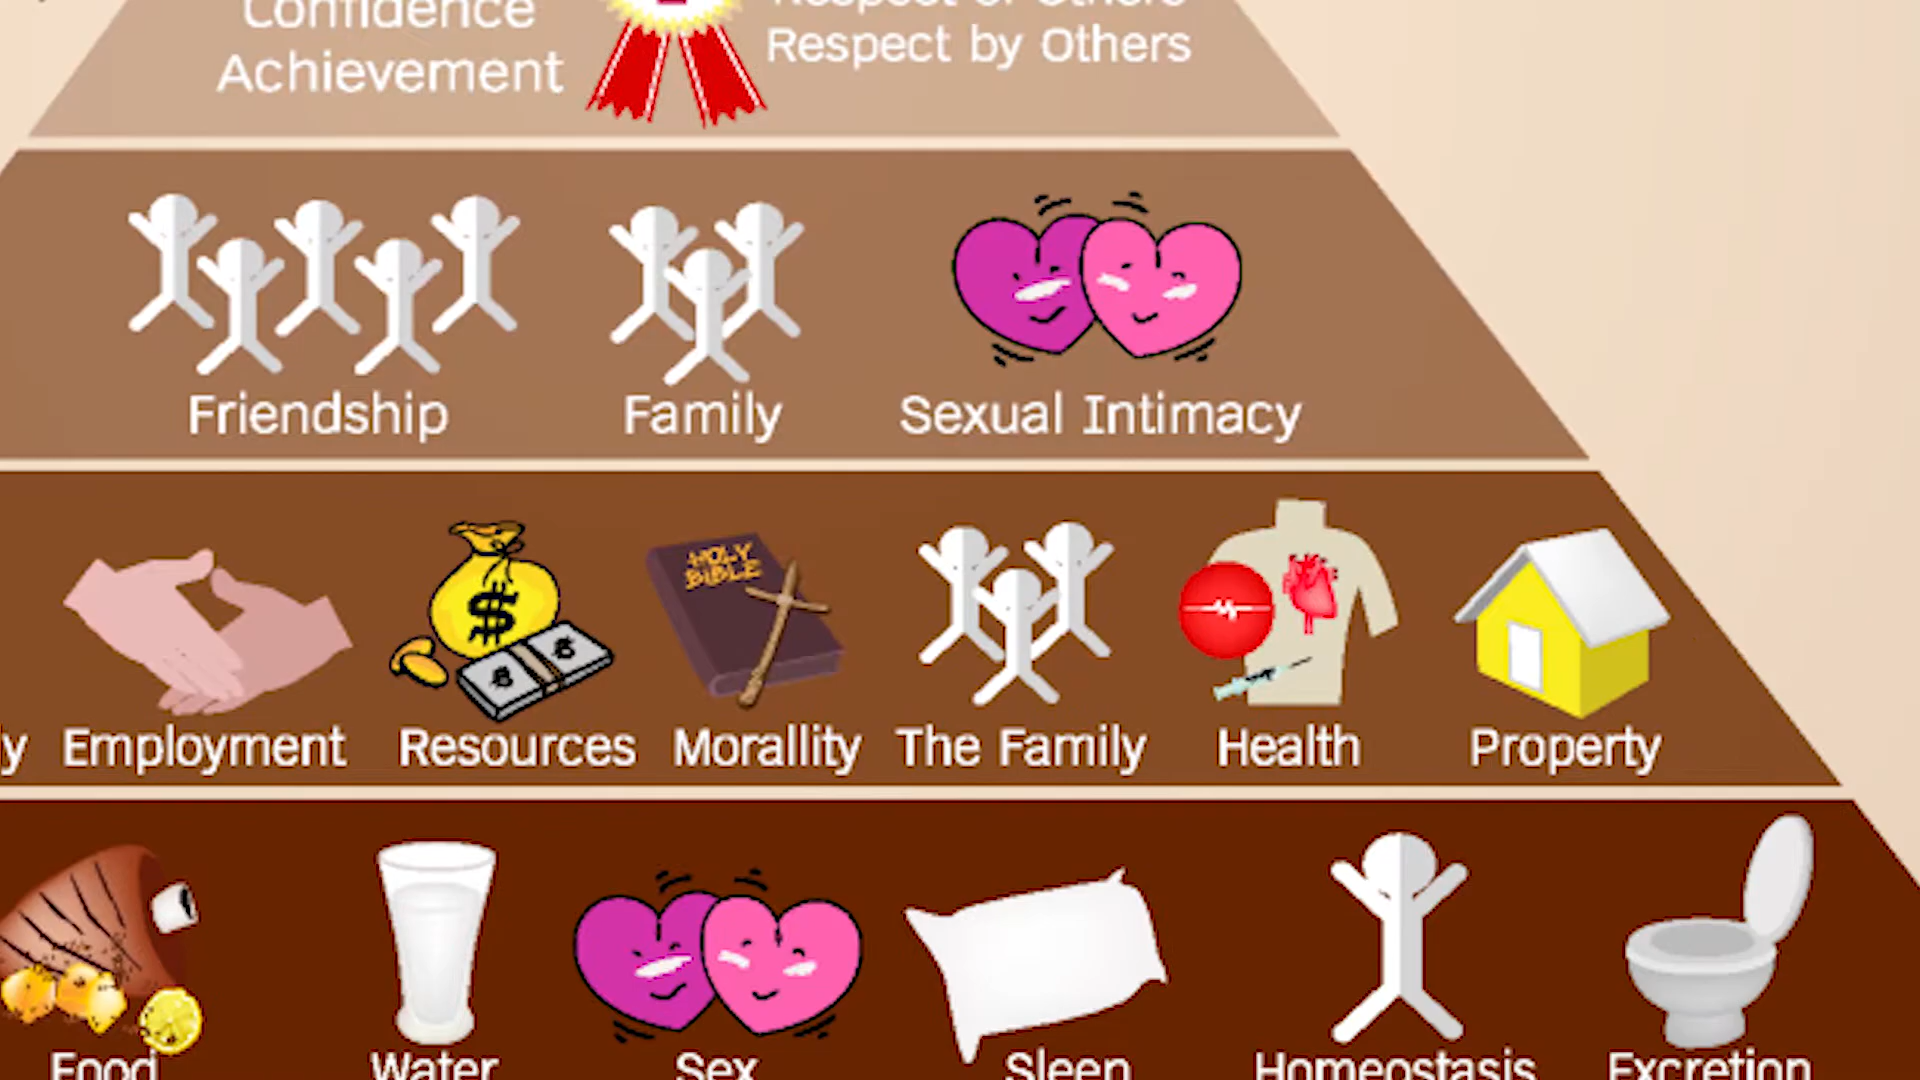 Confidence
Achievement
Respect of Others
Respect by Others
Friendship Family Sexual Intimacy
HOLY
BIBLE
$
y Employment Resources Morallity The Family Health Property
Food Water Sex Sleep Homeostasis Excretion